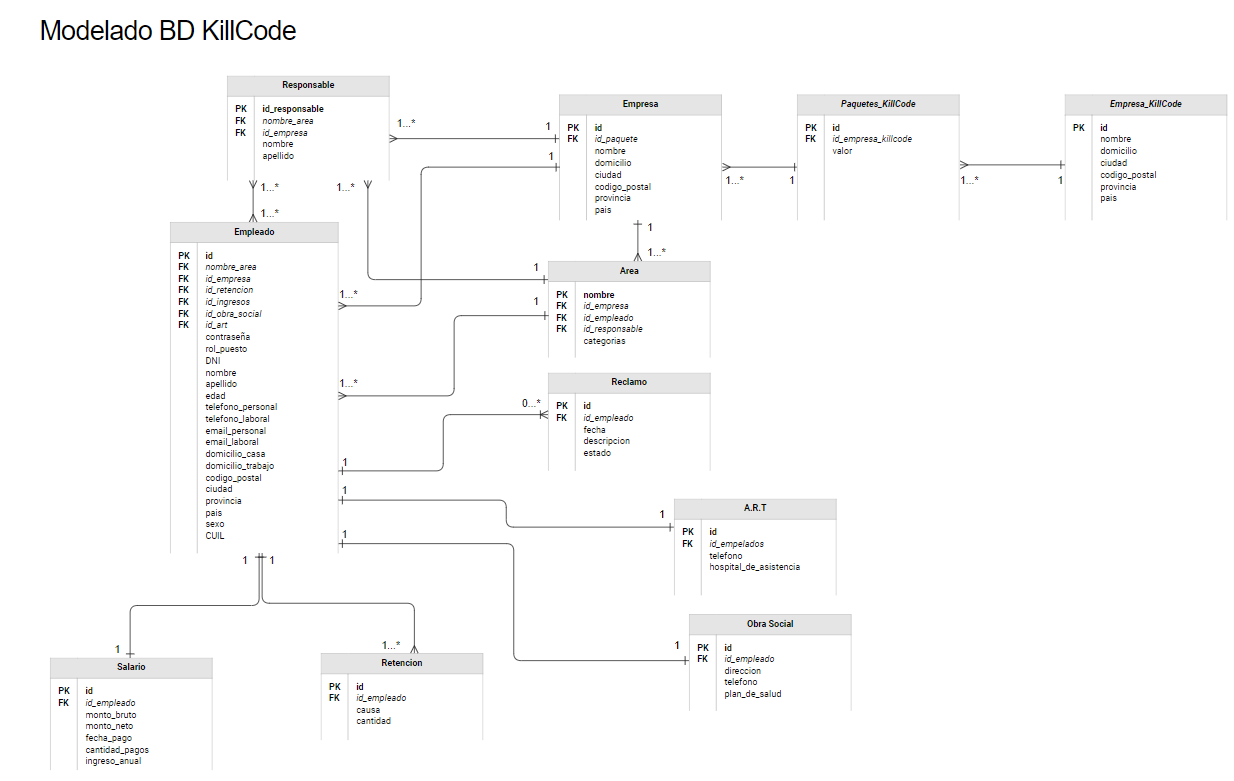 Modelado BD KillCode
Responsable
PK id_responsable
FK nombre_area
FK id_empresa
nombre
apellido
1...*
1
1
1...*
1...*
1...*
Empresa
PK id
FK id_paquete
nombre
domicilio
ciudad
codigo_postal
provincia
pais
1...*
1
Paquetes_KillCode
PK id
FK id_empresa_killcode
valor
1...*
1
Empresa_KillCode
PK id
nombre
domicilio
ciudad
codigo_postal
provincia
pais
1
1...*
Empleado
PK id
FK nombre_area
FK id_empresa
FK id_retencion
FK id_ingresos
FK id_obra_social
FK id_art
contraseña
rol_puesto
DNI
nombre
apellido
edad
telefono_personal
telefono_laboral
email_personal
email_laboral
domicilio_casa
domicilio_trabajo
codigo_postal
ciudad
provincia
pais
sexo
CUIL
1...*
1...*
1
1
1
1
1
Area
PK nombre
FK id_empresa
FK id_empleado
FK id_responsable
categorias
0...*
Reclamo
PK id
FK id_empleado
fecha
descripcion
estado
1
A.R.T
PK id
FK id_empelados
telefono
hospital_de_asistencia
1
Obra Social
PK id
FK id_empleado
direccion
telefono
plan_de_salud
1
1
1
Salario
PK id
FK id_empleado
monto_bruto
monto_neto
fecha_pago
cantidad_pagos
ingreso_anual
1...*
Retencion
PK id
FK id_empleado
causa
cantidad